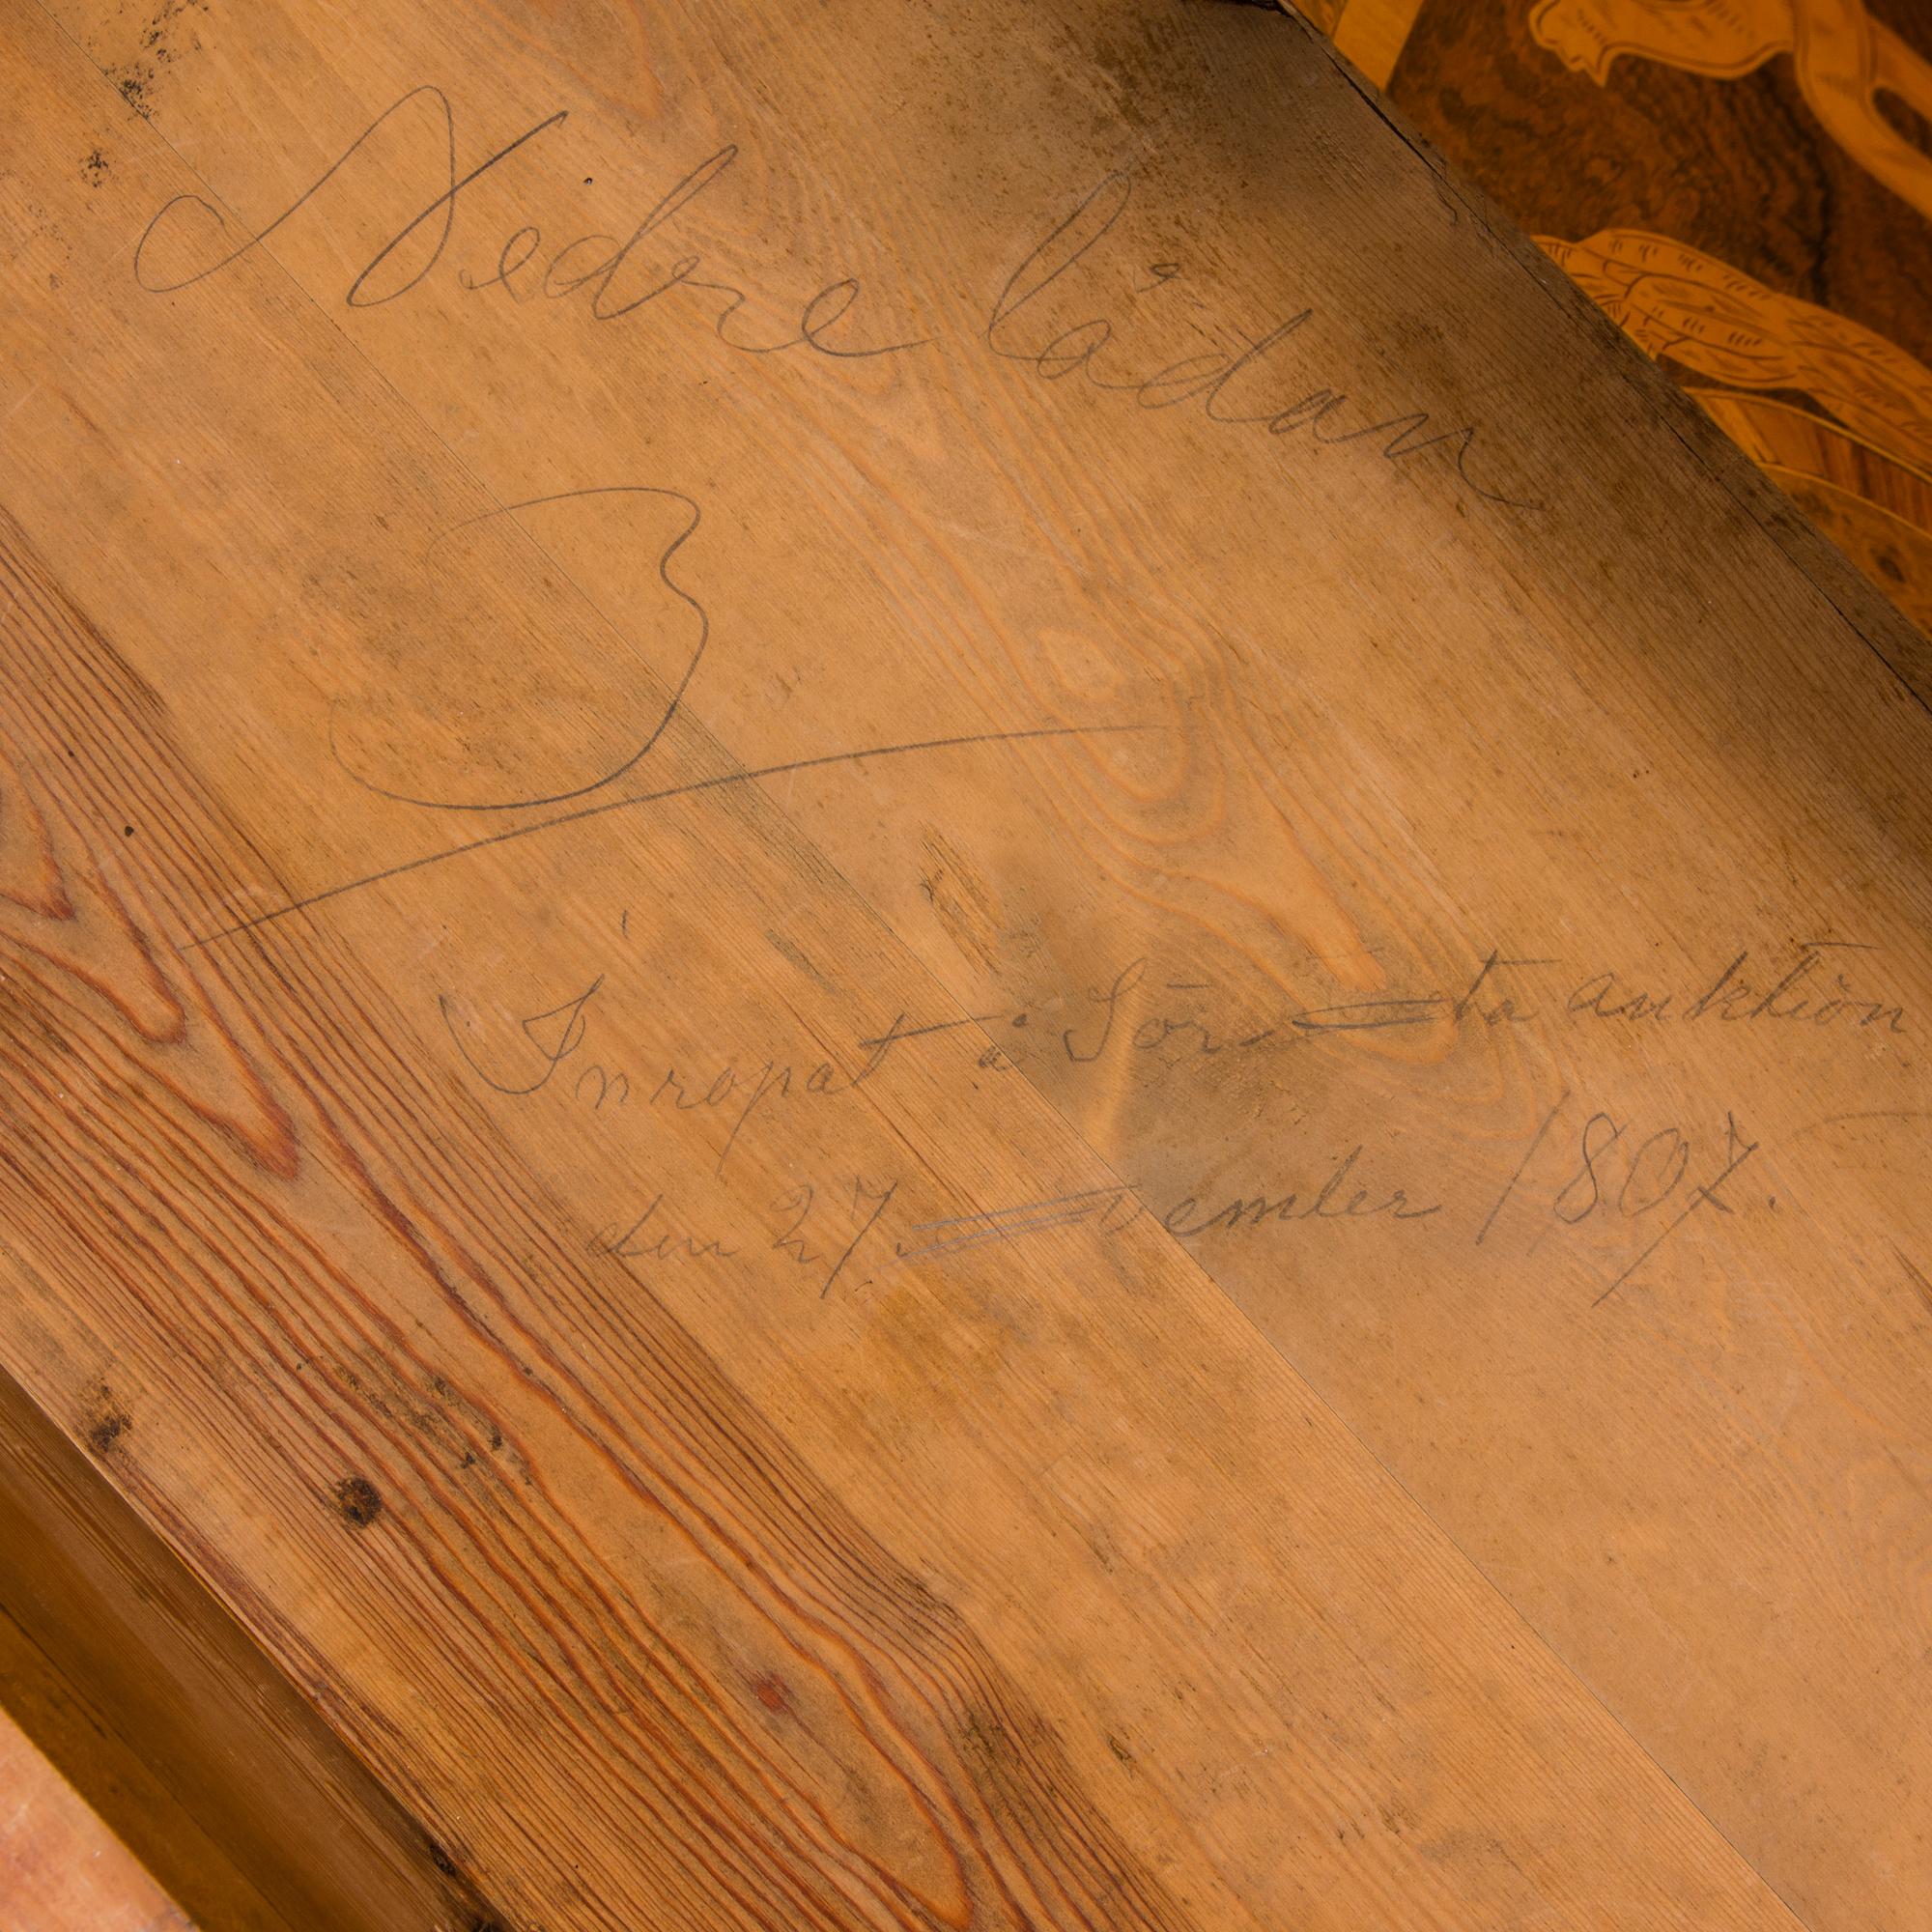 Nedre lådan
3
Inropat å auktion
den 27. 1807.